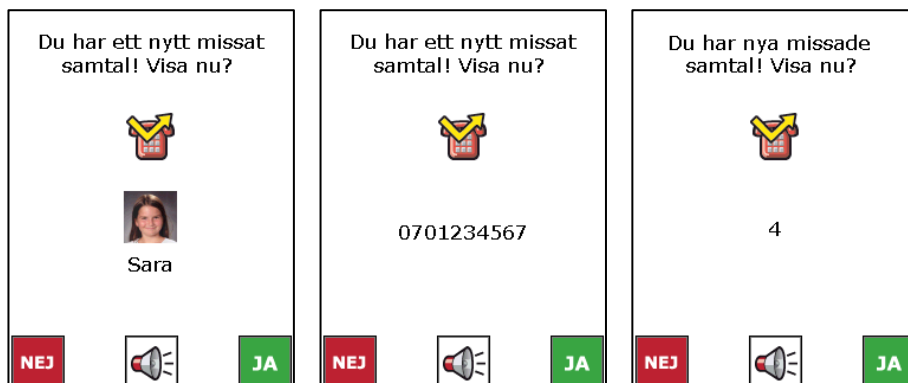 Du har ett nytt missat
samtal! Visa nu?
Sara
NEJ
JA
Du har ett nytt missat
samtal! Visa nu?
0701234567
NEJ
JA
Du har nya missade
samtal! Visa nu?
4
NEJ
JA